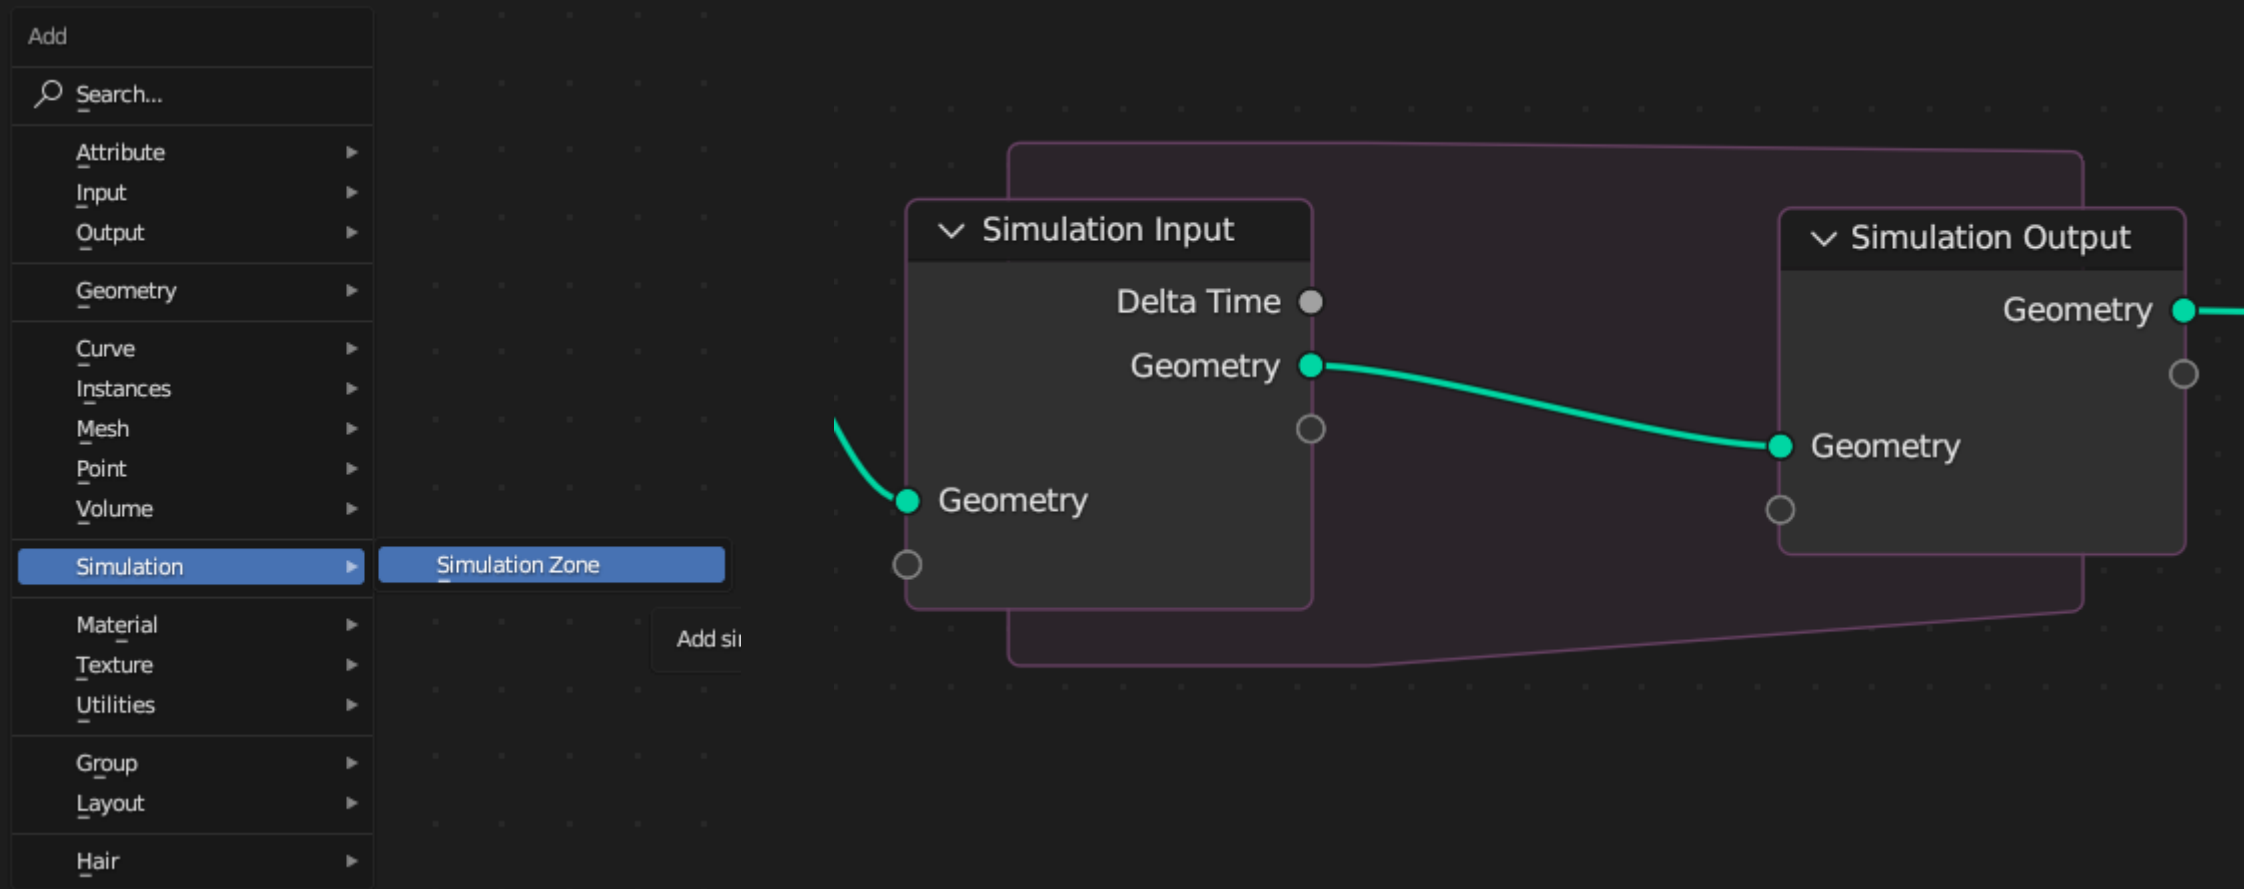 Add
Search...
Attribute
Input
Output
Geometry
Curve
Instances
Mesh
Point
Volume
Simulation
Simulation Zone
Add
Material
Texture
Utilities
Group
Layout
Hair
Simulation Input
Delta Time
Geometry
Geometry
Simulation Output
Geometry
Geometry